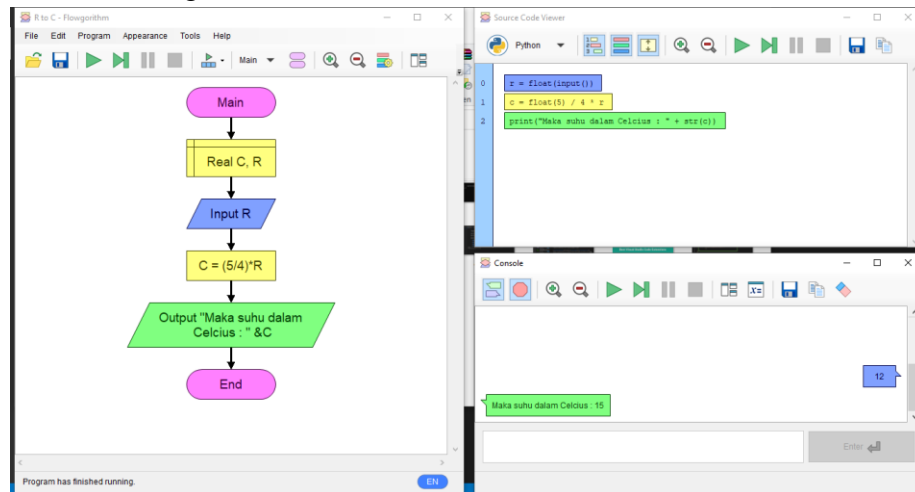 R to C - Flowgorithm
File Edit Program Appearance Tools Help
Main
Main
Real C, R
Input R
C = (5/4)*R
Output "Maka suhu dalam
Celcius : " &C
End
Program has finished running.
EN
Source Code Viewer
Python
0 r = float(input())
1 c = float(5) / 4 * r
2 print("Maka suhu dalam Celcius : " + str(c))
Console
12
Maka suhu dalam Celcius : 15
Enter